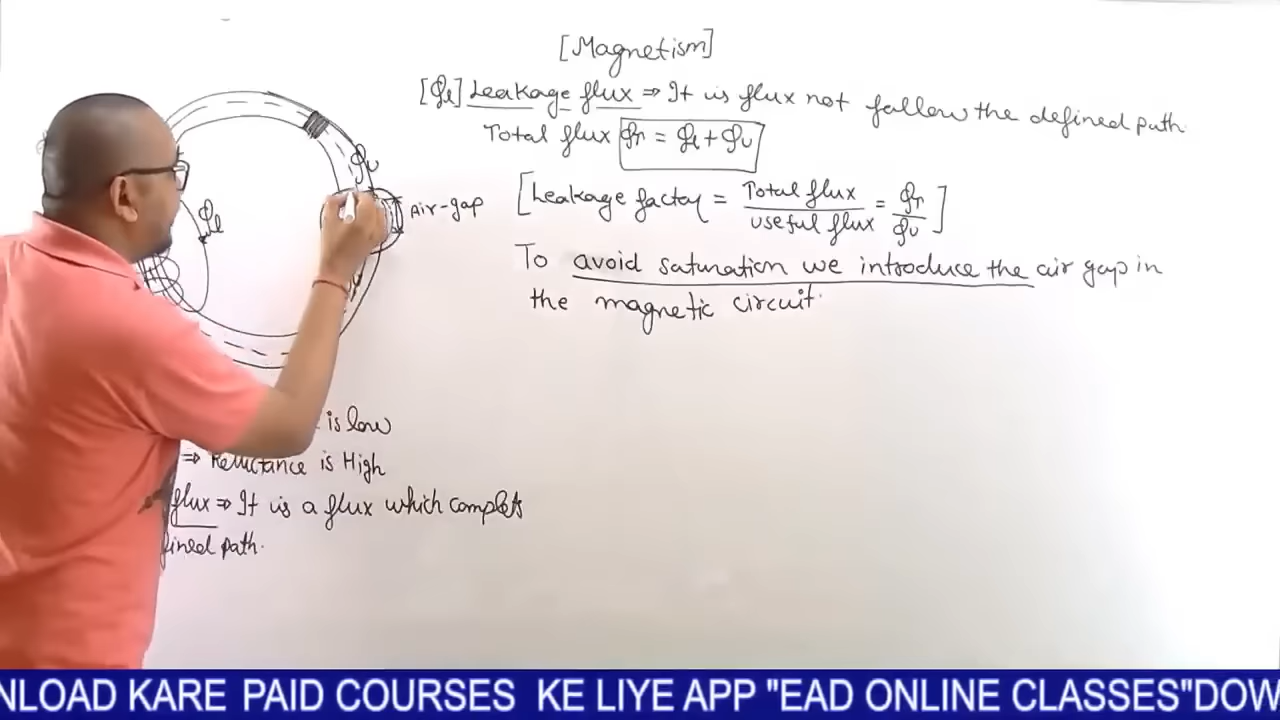 [Magnetism]
[φl] Leakage flux ⇒ It is flux not follow the defined path.
Total flux φT = φl + φu
[Leakage factor = Total flux / useful flux = φT / φu]
To avoid saturation we introduce the air gap in
the magnetic circuit.
φu
φl
Air-gap
is low
⇒ Reluctance is High
flux ⇒ It is a flux which complets
fined path.
NLOAD KARE PAID COURSES KE LIYE APP "EAD ONLINE CLASSES"DOW